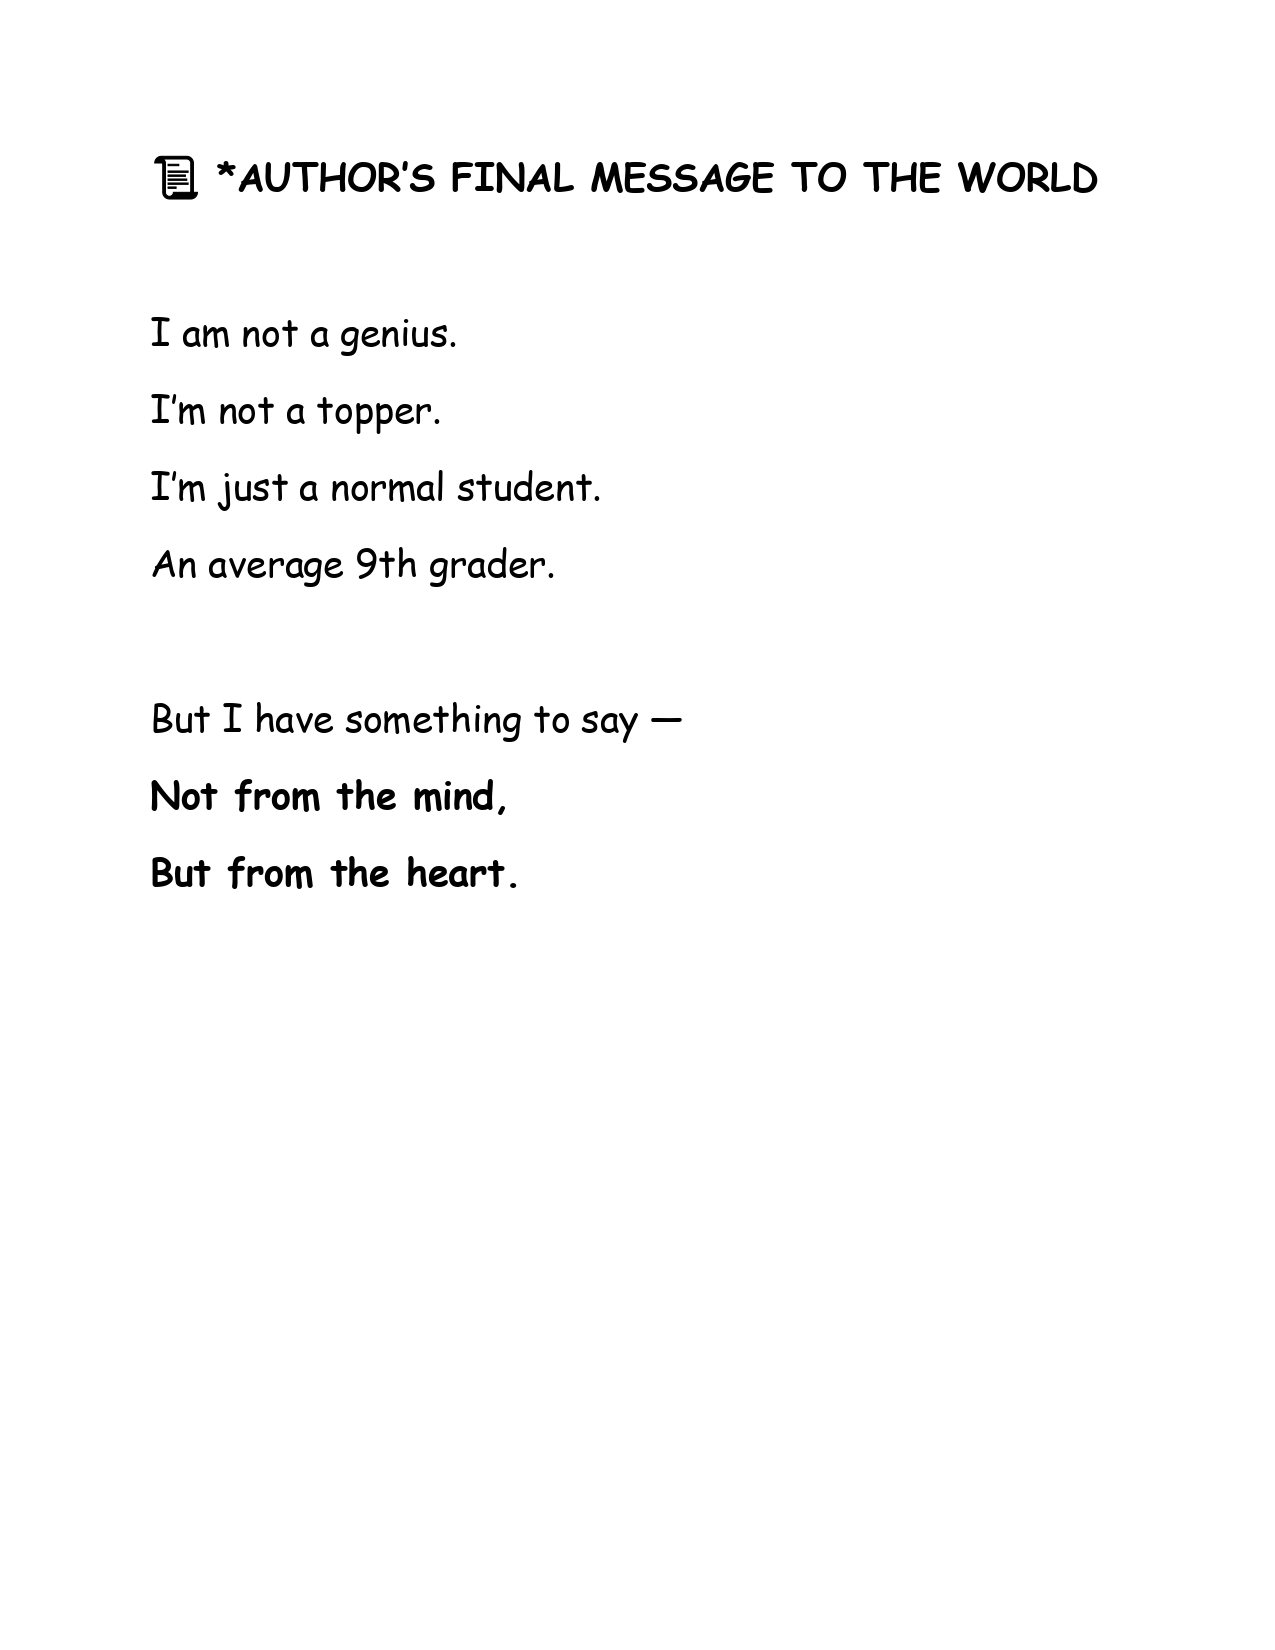 📜 *AUTHOR’S FINAL MESSAGE TO THE WORLD
I am not a genius.
I’m not a topper.
I’m just a normal student.
An average 9th grader.
But I have something to say —
Not from the mind,
But from the heart.